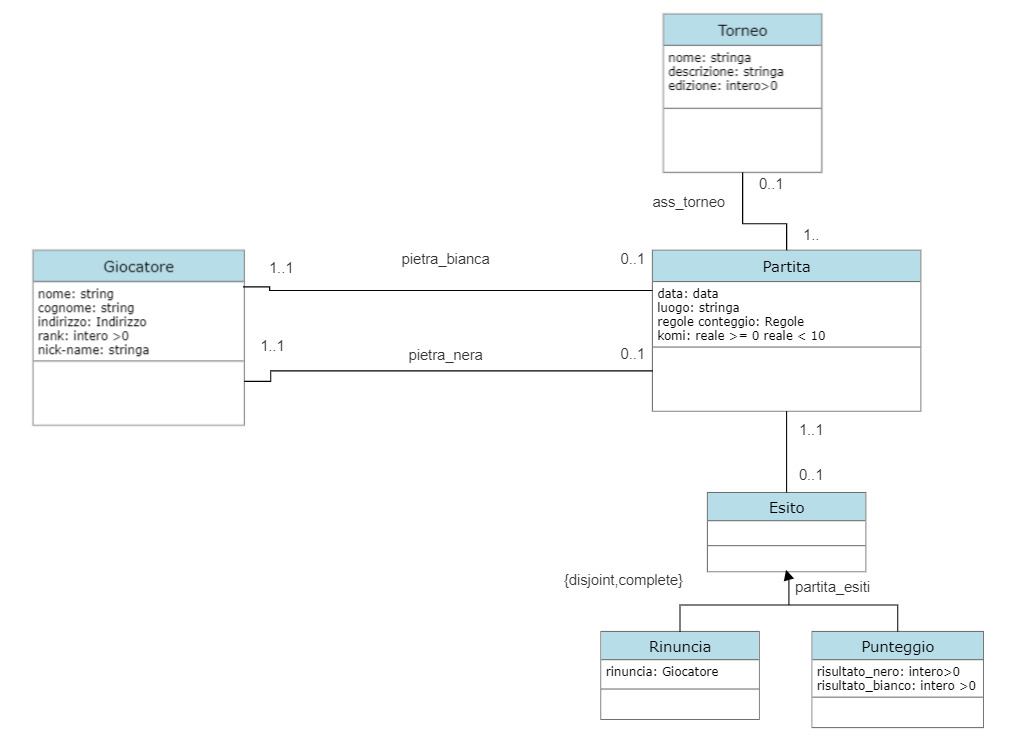 Torneo
nome: stringa
descrizione: stringa
edizione: intero>0
0..1
ass_torneo
1..
Giocatore
nome: string
cognome: string
indirizzo: Indirizzo
rank: intero >0
nick-name: stringa
1..1
pietra_bianca
0..1
1..1
pietra_nera
0..1
Partita
data: data
luogo: stringa
regole conteggio: Regole
komi: reale >= 0 reale < 10
1..1
0..1
Esito
{disjoint,complete}
partita_esiti
Rinuncia
rinuncia: Giocatore
Punteggio
risultato_nero: intero>0
risultato_bianco: intero >0